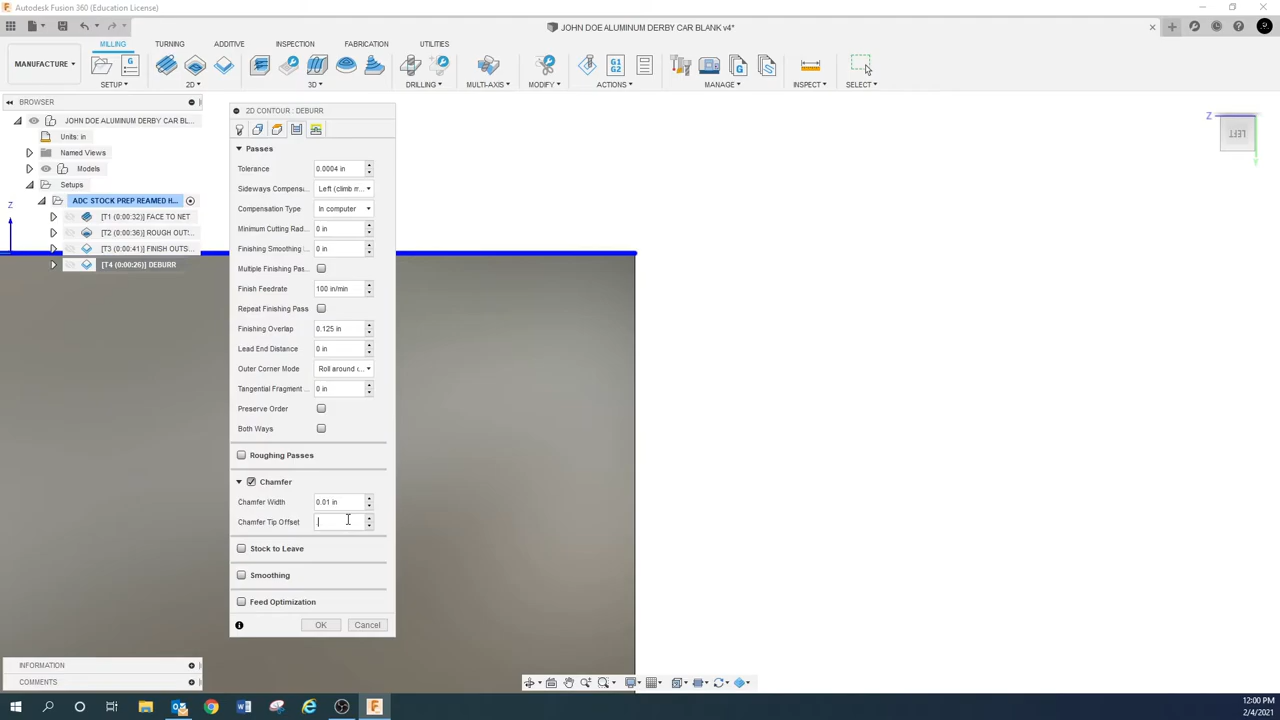 Autodesk Fusion 360 (Education License)
JOHN DOE ALUMINUM DERBY CAR BLANK v4*
MILLING TURNING ADDITIVE INSPECTION FABRICATION UTILITIES
MANUFACTURE
G G1 G2 G
SETUP 2D 3D DRILLING MULTI-AXIS MODIFY ACTIONS MANAGE INSPECT SELECT
BROWSER
JOHN DOE ALUMINUM DERBY CAR BL...
Units: in
Named Views
Models
Setups
ADC STOCK PREP REAMED H...
[T1 (0:00:32)] FACE TO NET
[T2 (0:00:36)] ROUGH OUTS...
[T3 (0:00:41)] FINISH OUTS...
[T4 (0:00:26)] DEBURR
Z
2D CONTOUR : DEBURR
Passes
Tolerance 0.0004 in
Sideways Compensa... Left (climb m...
Compensation Type In computer
Minimum Cutting Rad... 0 in
Finishing Smoothing 0 in
Multiple Finishing Pas...
Finish Feedrate 100 in/min
Repeat Finishing Pass
Finishing Overlap 0.125 in
Lead End Distance 0 in
Outer Corner Mode Roll around c...
Tangential Fragment ... 0 in
Preserve Order
Both Ways
Roughing Passes
Chamfer
Chamfer Width 0.01 in
Chamfer Tip Offset
Stock to Leave
Smoothing
Feed Optimization
OK Cancel
Z
LEFT
INFORMATION
COMMENTS
12:00 PM
2/4/2021